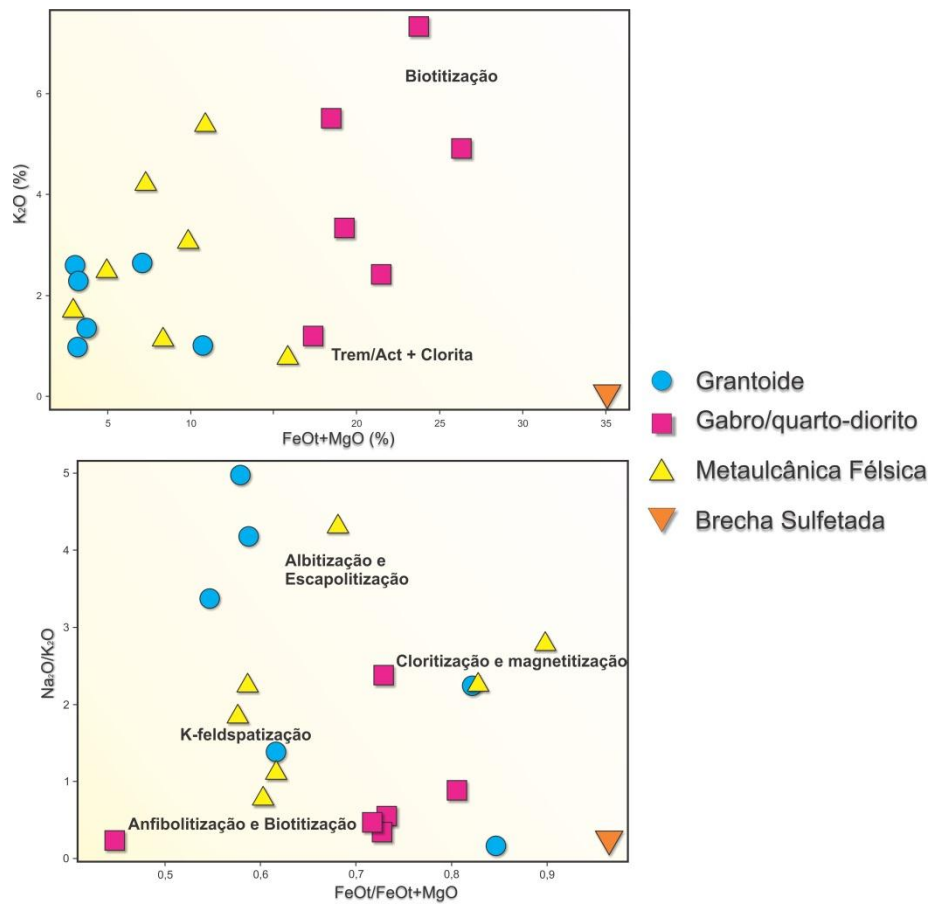 K₂O (%)
6
4
2
0
Biotitização
Trem/Act + Clorita
5
10
15
20
25
30
35
FeOt+MgO (%)
Grantoide
Gabro/quarto-diorito
Metaulcânica Félsica
Brecha Sulfetada
Na₂O/K₂O
5
4
3
2
1
0
Albitização e
Escapolitização
Cloritização e magnetitização
K-feldspatização
Anfibolitização e Biotitização
0,5
0,6
0,7
0,8
0,9
FeOt/FeOt+MgO